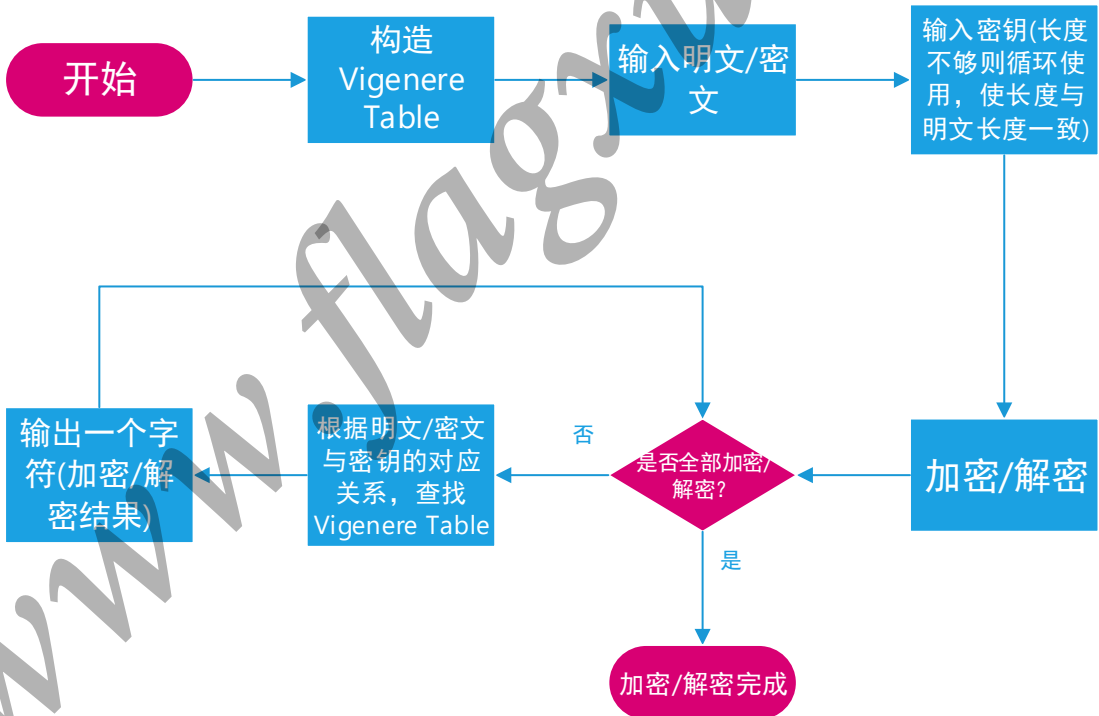 开始
构造
Vigenere
Table
输入明文/密
文
输入密钥(长度
不够则循环使
用，使长度与
明文长度一致)
输出一个字
符(加密/解
密结果)
根据明文/密文
与密钥的对应
关系，查找
Vigenere Table
否
是否全部加密/
解密?
加密/解密
是
加密/解密完成